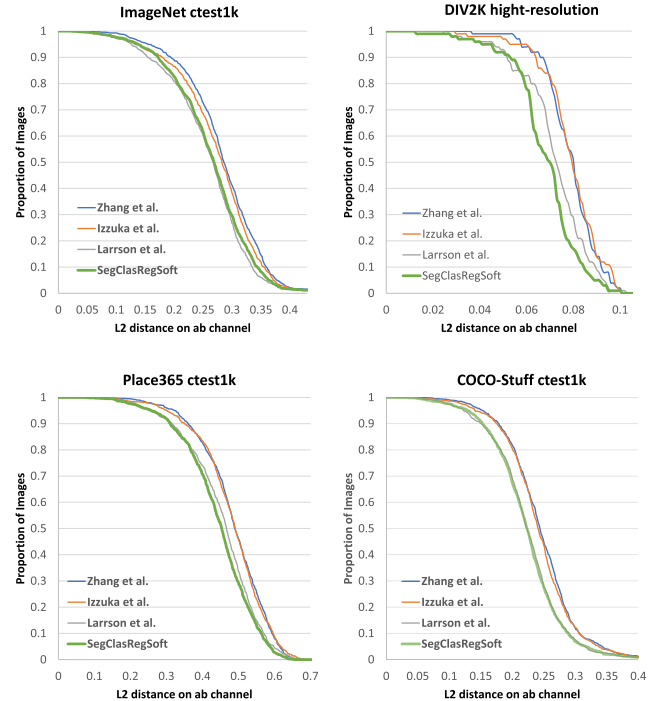 ImageNet ctest1k
Proportion of Images
1
0.9
0.8
0.7
0.6
0.5
0.4
0.3
0.2
0.1
0
Zhang et al.
Izzuka et al.
Larrson et al.
SegClasRegSoft
0 0.05 0.1 0.15 0.2 0.25 0.3 0.35 0.4
L2 distance on ab channel
DIV2K hight-resolution
Proportion of Images
1
0.9
0.8
0.7
0.6
0.5
0.4
0.3
0.2
0.1
0
Zhang et al.
Izzuka et al.
Larrson et al.
SegClasRegSoft
0 0.02 0.04 0.06 0.08 0.1
L2 distance on ab channel
Place365 ctest1k
Proportion of Images
1
0.9
0.8
0.7
0.6
0.5
0.4
0.3
0.2
0.1
0
Zhang et al.
Izzuka et al.
Larrson et al.
SegClasRegSoft
0 0.1 0.2 0.3 0.4 0.5 0.6 0.7
L2 distance on ab channel
COCO-Stuff ctest1k
Proportion of Images
1
0.9
0.8
0.7
0.6
0.5
0.4
0.3
0.2
0.1
0
Zhang et al.
Izzuka et al.
Larrson et al.
SegClasRegSoft
0 0.05 0.1 0.15 0.2 0.25 0.3 0.35 0.4
L2 distance on ab channel